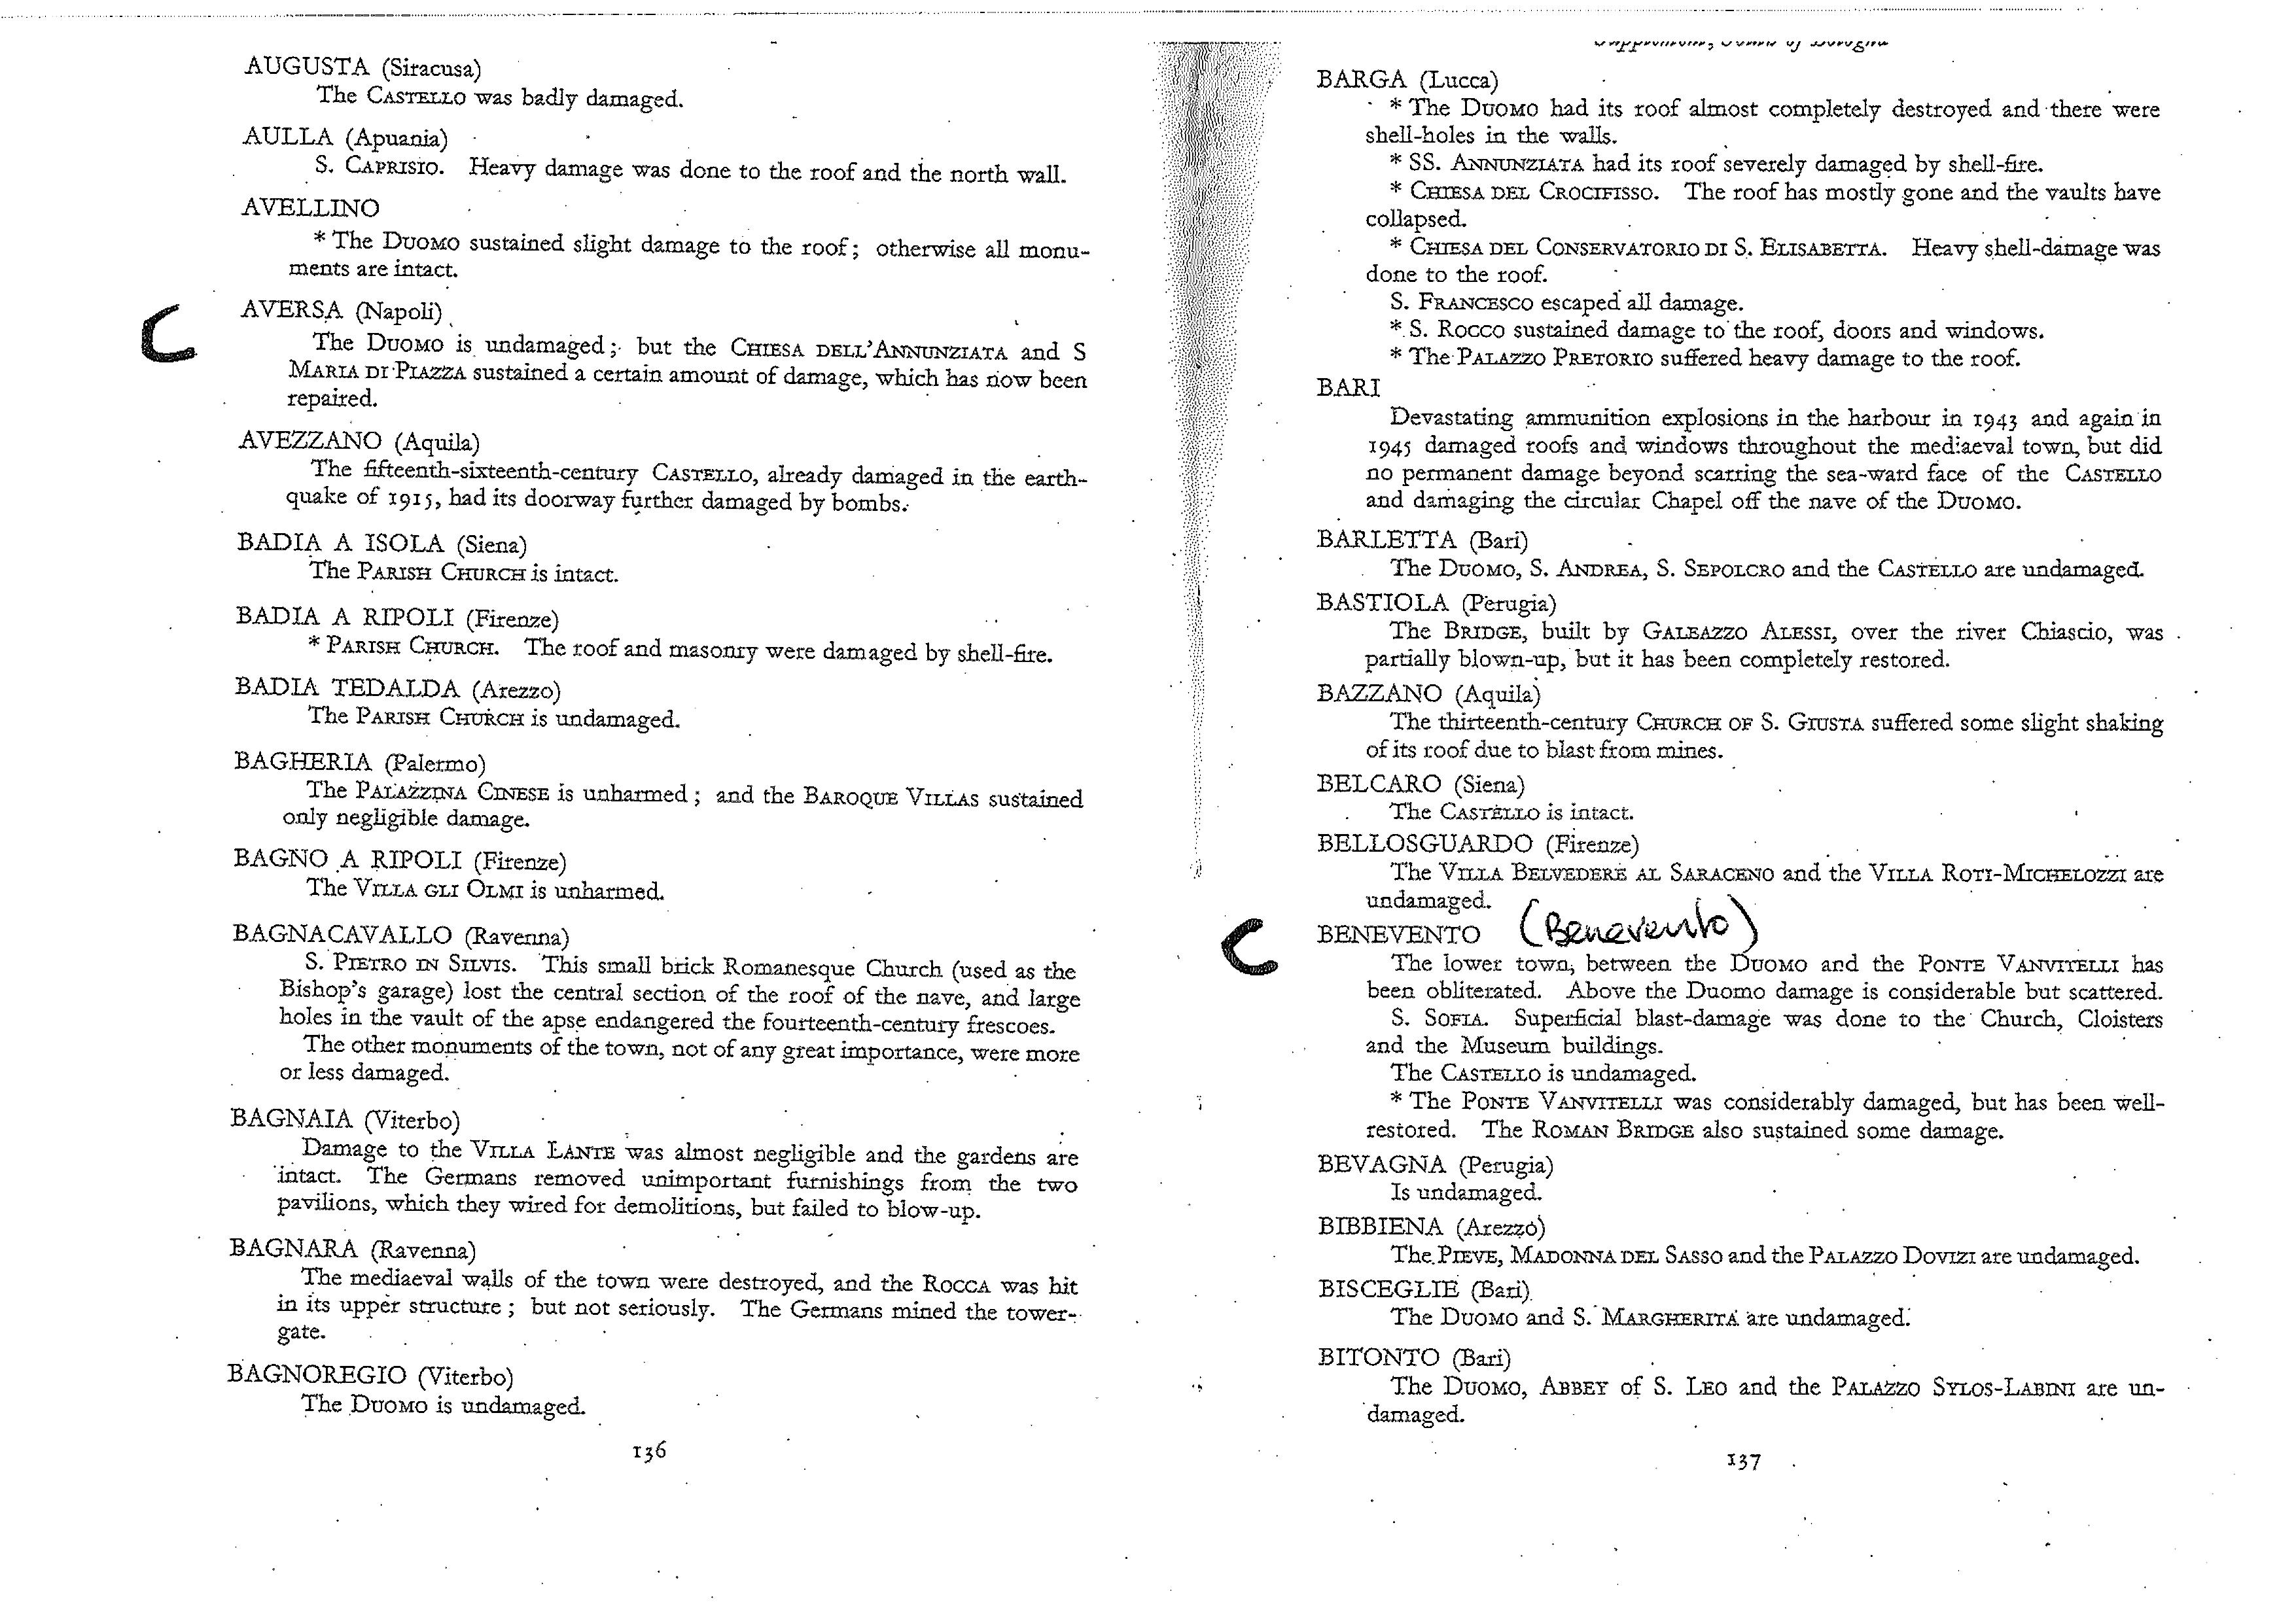 AUGUSTA (Siracusa)
The CASTELLO was badly damaged.
AULLA (Apuania)
S. CAPRISIO. Heavy damage was done to the roof and the north wall.
AVELLINO
* The DUOMO sustained slight damage to the roof; otherwise all monu-
ments are intact.
C
AVERSA (Napoli)
The DUOMO is undamaged; but the CHIESA DELL'ANNUNZIATA and S
MARIA DI PIAZZA sustained a certain amount of damage, which has now been
repaired.
AVEZZANO (Aquila)
The fifteenth-sixteenth-century CASTELLO, already damaged in the earth-
quake of 1915, had its doorway further damaged by bombs.
BADIA A ISOLA (Siena)
The PARISH CHURCH is intact.
BADIA A RIPOLI (Firenze)
* PARISH CHURCH. The roof and masonry were damaged by shell-fire.
BADIA TEDALDA (Arezzo)
The PARISH CHURCH is undamaged.
BAGHERIA (Palermo)
The PALAZZINA CINESE is unharmed; and the BAROQUE VILLAS sustained
only negligible damage.
BAGNO A RIPOLI (Firenze)
The VILLA GLI OLMI is unharmed.
BAGNACAVALLO (Ravenna)
S. PIETRO IN SILVIS. This small brick Romanesque Church (used as the
Bishop's garage) lost the central section of the roof of the nave, and large
holes in the vault of the apse endangered the fourteenth-century frescoes.
The other monuments of the town, not of any great importance, were more
or less damaged.
BAGNAIA (Viterbo)
Damage to the VILLA LANTE was almost negligible and the gardens are
intact. The Germans removed unimportant furnishings from the two
pavilions, which they wired for demolitions, but failed to blow-up.
BAGNARA (Ravenna)
The mediaeval walls of the town were destroyed, and the ROCCA was hit
in its upper structure; but not seriously. The Germans mined the tower-
gate.
BAGNOREGIO (Viterbo)
The DUOMO is undamaged.
136
BARGA (Lucca)
* The DUOMO had its roof almost completely destroyed and there were
shell-holes in the walls.
* SS. ANNUNZIATA had its roof severely damaged by shell-fire.
* CHIESA DEL CROCIFISSO. The roof has mostly gone and the vaults have
collapsed.
* CHIESA DEL CONSERVATORIO DI S. ELISABETTA. Heavy shell-damage was
done to the roof.
S. FRANCESCO escaped all damage.
* S. ROCCO sustained damage to the roof, doors and windows.
* The PALAZZO PRETORIO suffered heavy damage to the roof.
BARI
Devastating ammunition explosions in the harbour in 1943 and again in
1945 damaged roofs and windows throughout the mediaeval town, but did
no permanent damage beyond scarring the sea-ward face of the CASTELLO
and damaging the circular Chapel off the nave of the DUOMO.
BARLETTA (Bari)
The DUOMO, S. ANDREA, S. SEPOLCRO and the CASTELLO are undamaged.
BASTIOLA (Perugia)
The BRIDGE, built by GALEAZZO ALESSI, over the river Chiascio, was
partially blown-up, but it has been completely restored.
BAZZANO (Aquila)
The thirteenth-century CHURCH OF S. GIUSTA suffered some slight shaking
of its roof due to blast from mines.
BELCARO (Siena)
The CASTELLO is intact.
BELLOSGUARDO (Firenze)
The VILLA BELVEDERE AL SARACENO and the VILLA ROTI-MICHELOZZI are
undamaged.
C
BENEVENTO (Benevento)
The lower town, between the DUOMO and the PONTE VANVITELLI has
been obliterated. Above the Duomo damage is considerable but scattered.
S. SOFIA. Superficial blast-damage was done to the Church, Cloisters
and the Museum buildings.
The CASTELLO is undamaged.
* The PONTE VANVITELLI was considerably damaged, but has been well-
restored. The ROMAN BRIDGE also sustained some damage.
BEVAGNA (Perugia)
Is undamaged.
BIBBIENA (Arezzo)
The PIEVE, MADONNA DEL SASSO and the PALAZZO DOVIZI are undamaged.
BISCEGLIE (Bari)
The DUOMO and S. MARGHERITA are undamaged.
BITONTO (Bari)
The DUOMO, ABBEY of S. LEO and the PALAZZO SYLOS-LABINI are un-
damaged.
137